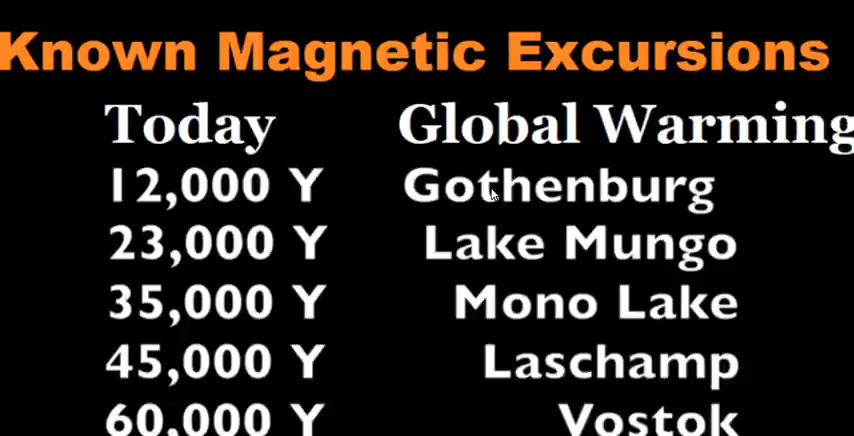 Known Magnetic Excursions
Today Global Warming
12,000 Y Gothenburg
23,000 Y Lake Mungo
35,000 Y Mono Lake
45,000 Y Laschamp
60,000 Y Vostok